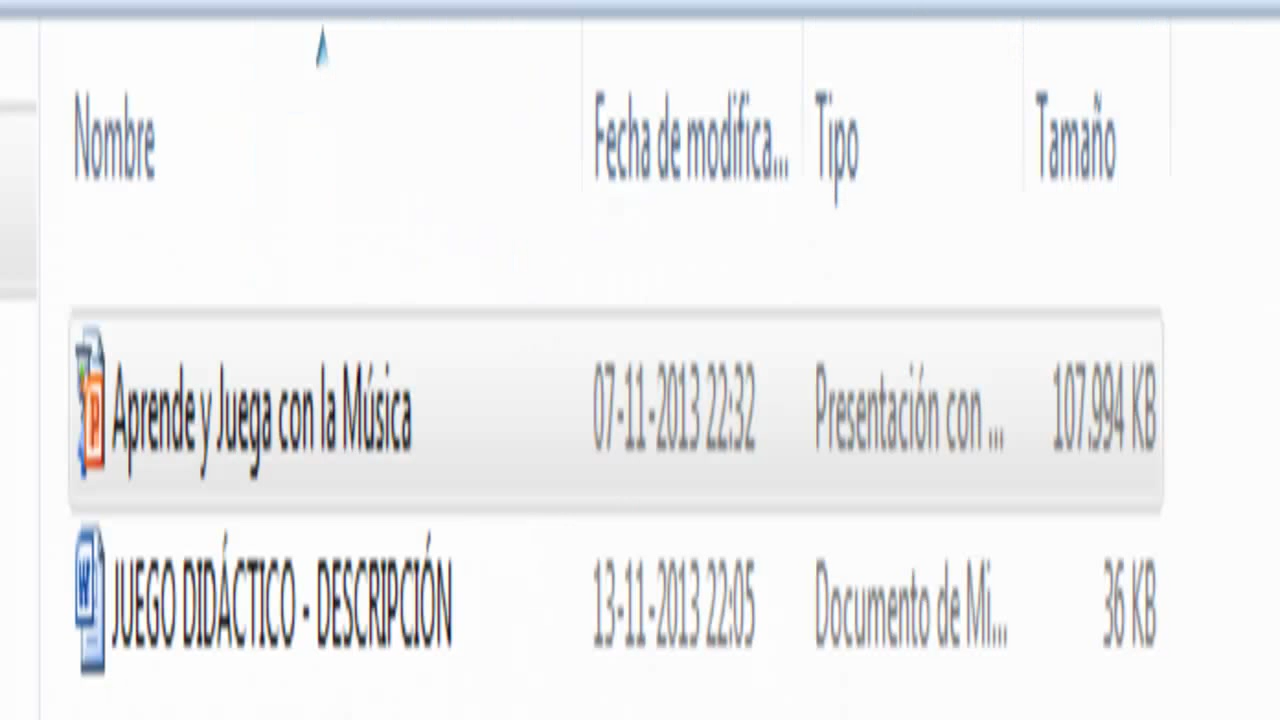 Nombre Fecha de modifica... Tipo Tamaño
Aprende y Juega con la Música 07-11-2013 22:32 Presentación con ... 107.994 KB
JUEGO DIDÁCTICO - DESCRIPCIÓN 13-11-2013 22:05 Documento de Mi... 36 KB